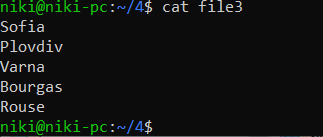 niki@niki-pc:~/4$ cat file3
Sofia
Plovdiv
Varna
Bourgas
Rouse
niki@niki-pc:~/4$